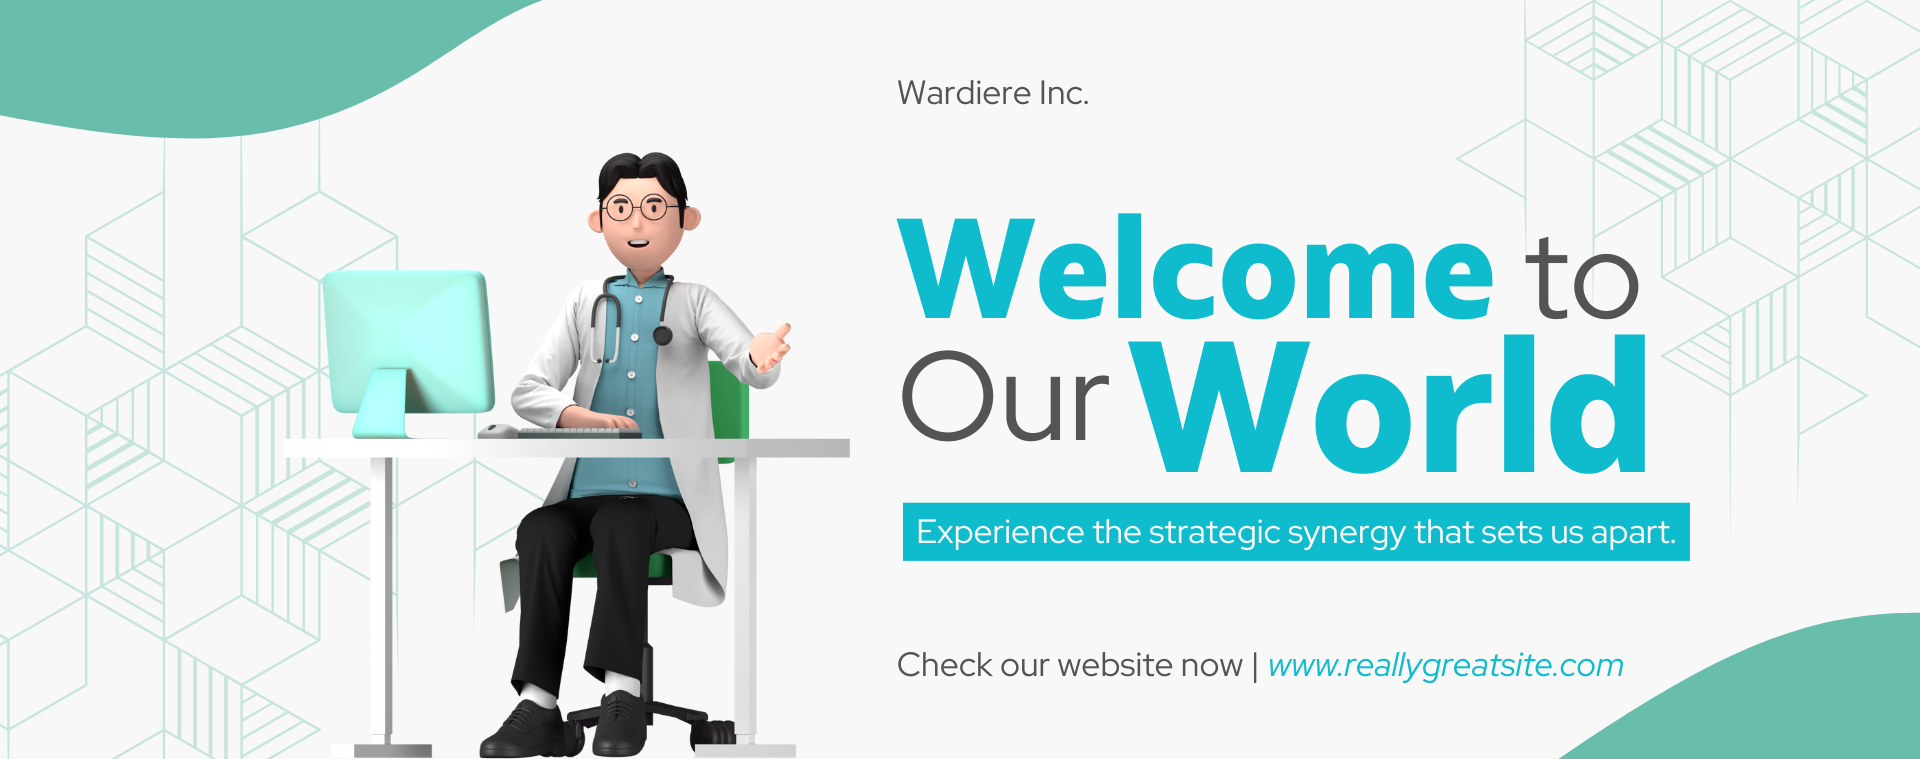 Wardiere Inc.
Welcome to
Our World
Experience the strategic synergy that sets us apart.
Check our website now | www.reallygreatsite.com